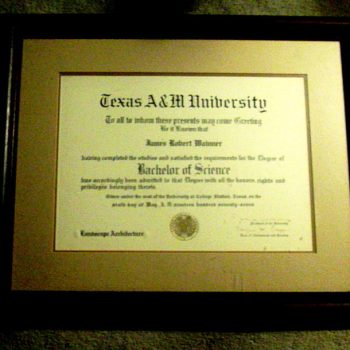 Texas A&M University
To all to whom these presents may come Greeting
Be it Known that
James Robert
having completed the studies and satisfied the requirements for the Degree of
Bachelor of Science
has accordingly been admitted to that Degree with all the honors rights and
privileges belonging thereto
Given under the seal of the University at College Station, Texas, on the
day of May, A. D. nineteen hundred seventy-seven
Landscape Architecture